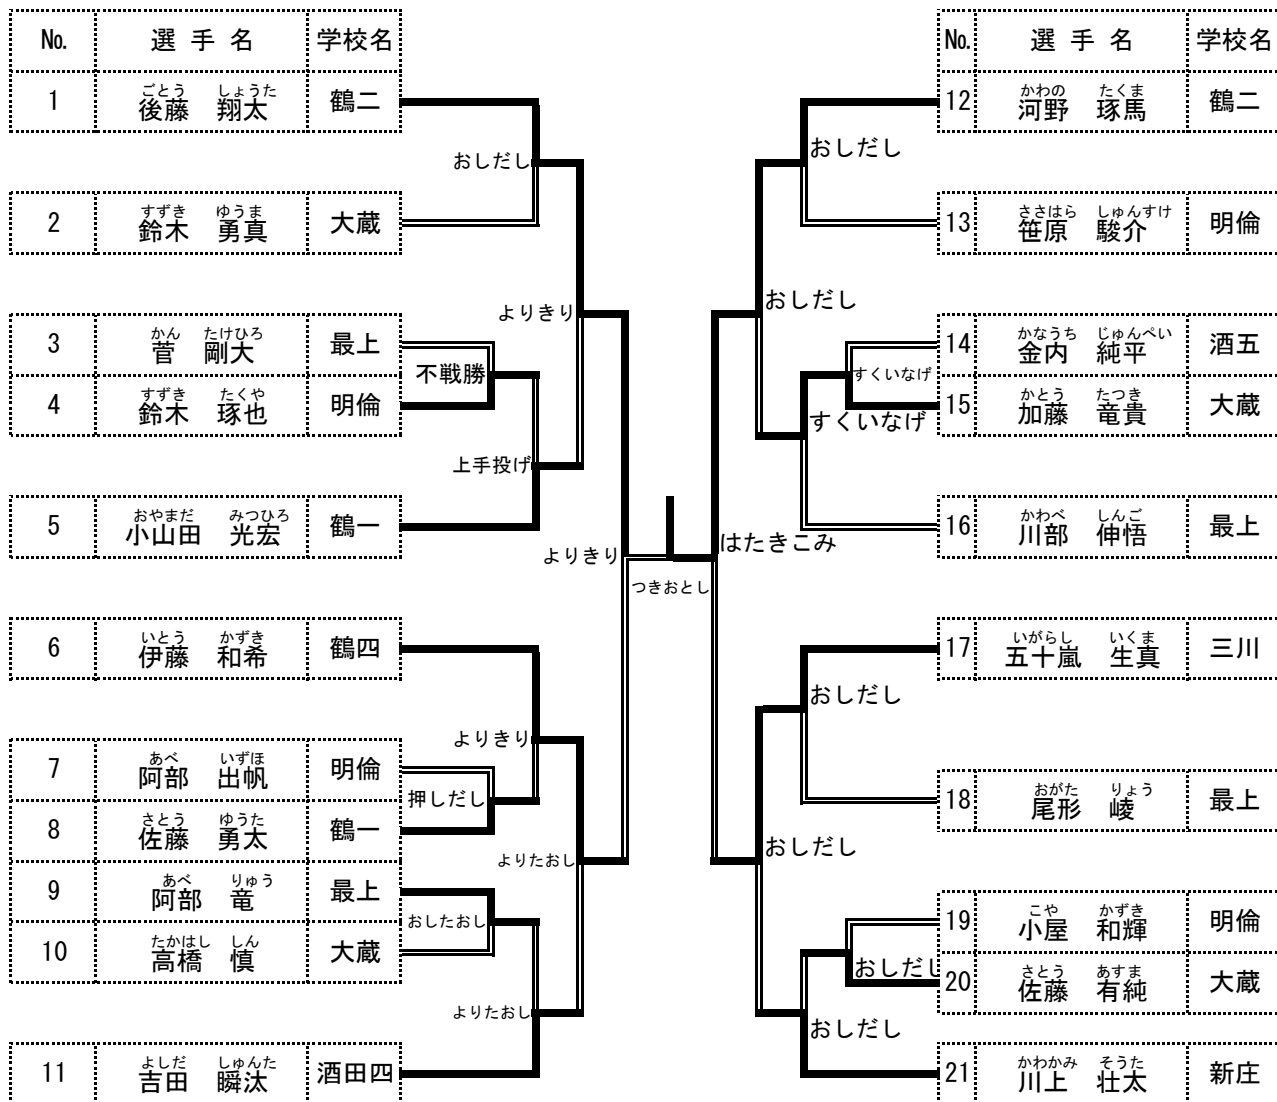 No. 選手名 学校名
ごとう しょうた
1 後藤 翔太 鶴二
おしだし
すずき ゆうま
2 鈴木 勇真 大蔵
よりきり
かん たけひろ
3 菅 剛大 最上
不戦勝
すずき たくや
4 鈴木 琢也 明倫
上手投げ
おやまだ みつひろ
5 小山田 光宏 鶴一
よりきり
いとう かずき
6 伊藤 和希 鶴四
よりきり
あべ いずほ
7 阿部 出帆 明倫
押しだし
さとう ゆうた
8 佐藤 勇太 鶴一
よりたおし
あべ りゅう
9 阿部 竜 最上
おしたおし
たかはし しん
10 高橋 慎 大蔵
よりたおし
よしだ しゅんた
11 吉田 瞬汰 酒田四
つきおとし
No. 選手名 学校名
かわの たくま
12 河野 琢馬 鶴二
おしだし
ささはら しゅんすけ
13 笹原 駿介 明倫
おしだし
かなうち じゅんぺい
14 金内 純平 酒五
すくいなげ
かとう たつき
15 加藤 竜貴 大蔵
すくいなげ
かわべ しんご
16 川部 伸悟 最上
はたきこみ
いがらし いくま
17 五十嵐 生真 三川
おしだし
おがた りょう
18 尾形 崚 最上
おしだし
こや かずき
19 小屋 和輝 明倫
おしだし
さとう あすま
20 佐藤 有純 大蔵
おしだし
かわかみ そうた
21 川上 壮太 新庄